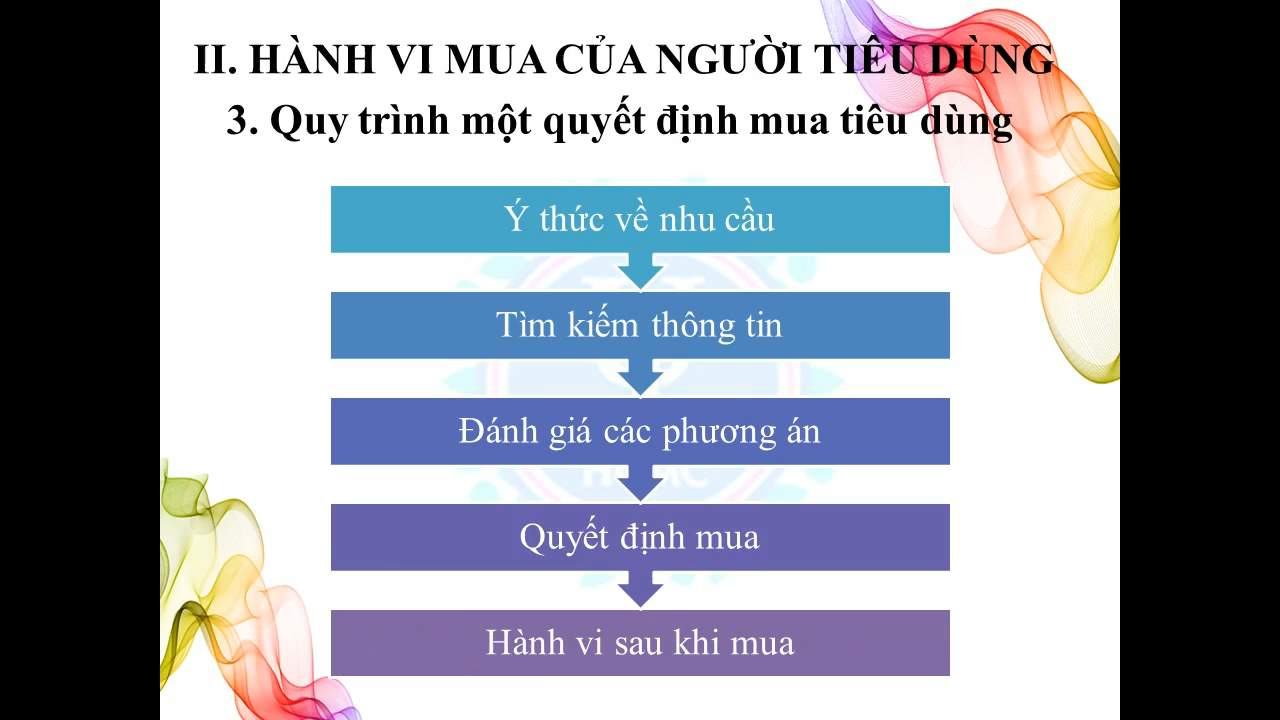 II. HÀNH VI MUA CỦA NGƯỜI TIÊU DÙNG
3. Quy trình một quyết định mua tiêu dùng
Ý thức về nhu cầu
Tìm kiếm thông tin
Đánh giá các phương án
Quyết định mua
Hành vi sau khi mua